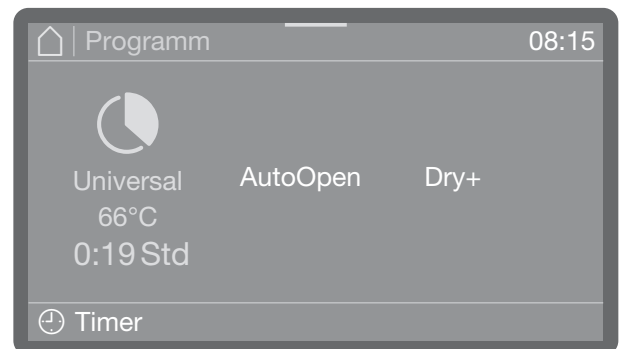 Programm 08:15
Universal AutoOpen Dry+
66°C
0:19 Std
Timer